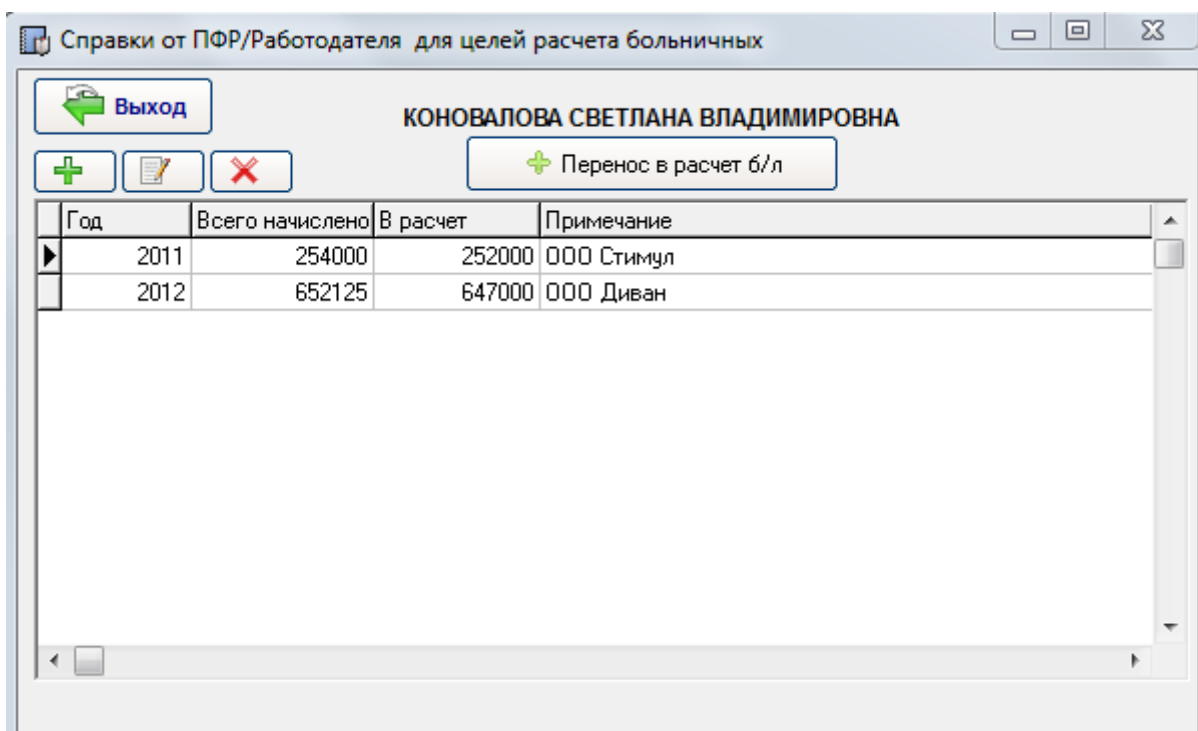 Справки от ПФР/Работодателя для целей расчета больничных
Выход
КОНОВАЛОВА СВЕТЛАНА ВЛАДИМИРОВНА
Перенос в расчет б/л
Год Всего начислено В расчет Примечание
2011 254000 252000 ООО Стимул
2012 652125 647000 ООО Диван